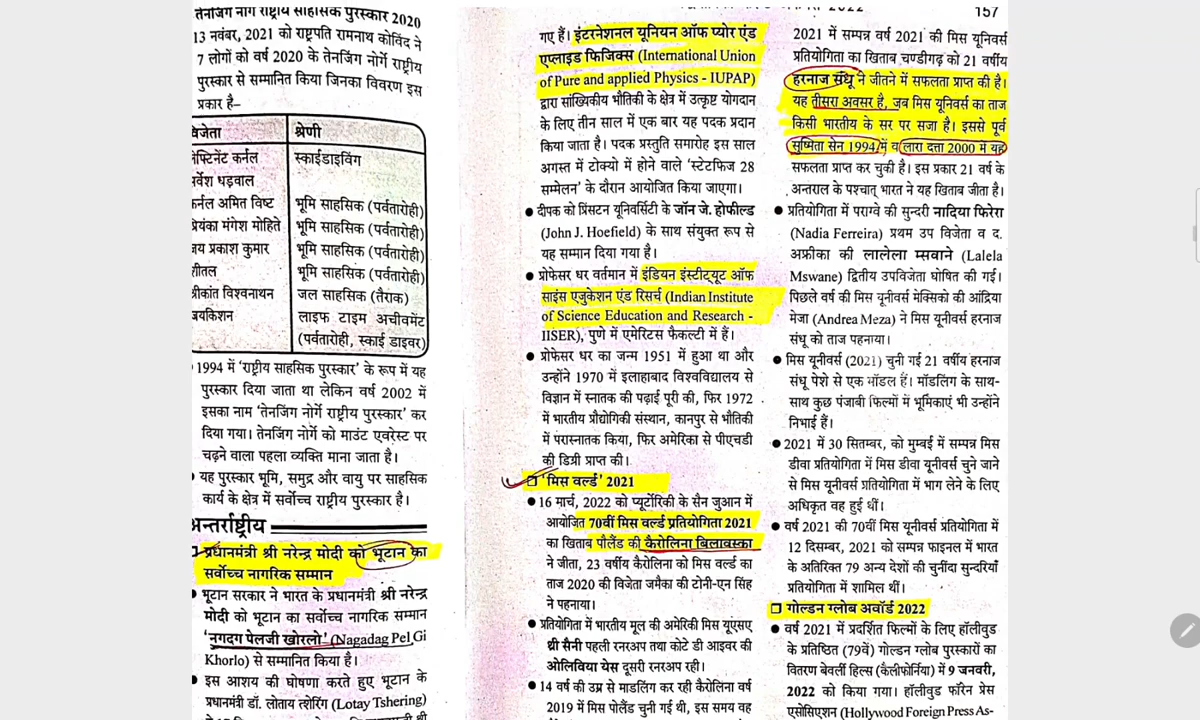 तेनजिंग नॉर्गे राष्ट्रीय साहसिक पुरस्कार 2020
13 नवंबर, 2021 को राष्ट्रपति रामनाथ कोविन्द ने
7 लोगों को वर्ष 2020 के तेनजिंग नोर्गे राष्ट्रीय
पुरस्कार से सम्मानित किया जिनका विवरण इस
प्रकार है–
विजेता श्रेणी
कर्नल स्काईडाइविंग
धड़वाल
कर्नल अमित विष्ट भूमि साहसिक (पर्वतारोही)
प्रियंका मंगेश मोहिते भूमि साहसिक (पर्वतारोही)
जय प्रकाश कुमार भूमि साहसिक (पर्वतारोही)
शीतल भूमि साहसिक (पर्वतारोही)
श्रीकांत विश्वनाथन जल साहसिक (तैराक)
जयकिशन लाइफ टाइम अचीवमेंट
(पर्वतारोही, स्काई डाइवर)
1994 में ‘राष्ट्रीय साहसिक पुरस्कार’ के रूप में यह
पुरस्कार दिया जाता था लेकिन वर्ष 2002 में
इसका नाम ‘तेनजिंग नोर्गे राष्ट्रीय पुरस्कार’ कर
दिया गया। तेनजिंग नोर्गे को माउंट एवरेस्ट पर
चढ़ने वाला पहला व्यक्ति माना जाता है।
यह पुरस्कार भूमि, समुद्र और वायु पर साहसिक
कार्य के क्षेत्र में सर्वोच्च राष्ट्रीय पुरस्कार है।
अन्तर्राष्ट्रीय
प्रधानमंत्री श्री नरेन्द्र मोदी को भूटान का
सर्वोच्च नागरिक सम्मान
भूटान सरकार ने भारत के प्रधानमंत्री श्री नरेन्द्र
मोदी को भूटान का सर्वोच्च नागरिक सम्मान
‘नगदग पेलजी खोरलो’ (Nagadag Pel Gi
Khorlo) से सम्मानित किया है।
● इस आशय की घोषणा करते हुए भूटान के
प्रधानमंत्री डॉ. लोताय त्शेरिंग (Lotay Tshering)
गए हैं। इंटरनेशनल यूनियन ऑफ प्योर एंड
एप्लाइड फिजिक्स (International Union
of Pure and applied Physics - IUPAP)
द्वारा सांख्यिकीय भौतिकी के क्षेत्र में उत्कृष्ट योगदान
के लिए तीन साल में एक बार यह पदक प्रदान
किया जाता है। पदक प्रस्तुति समारोह इस साल
अगस्त में टोक्यो में होने वाले ‘स्टेटफिज 28
सम्मेलन’ के दौरान आयोजित किया जाएगा।
● दीपक को प्रिंसटन यूनिवर्सिटी के जॉन जे. होफील्ड
(John J. Hoefield) के साथ संयुक्त रूप से
यह सम्मान दिया गया है।
● प्रोफेसर धर वर्तमान में इंडियन इंस्टीट्यूट ऑफ
साइंस एजुकेशन एंड रिसर्च (Indian Institute
of Science Education and Research -
IISER), पुणे में एमेरिटस फैकल्टी में हैं।
● प्रोफेसर धर का जन्म 1951 में हुआ था और
उन्होंने 1970 में इलाहाबाद विश्वविद्यालय से
विज्ञान में स्नातक की पढ़ाई पूरी की, फिर 1972
में भारतीय प्रौद्योगिकी संस्थान, कानपुर से भौतिकी
में परास्नातक किया, फिर अमेरिका से पीएचडी
की डिग्री प्राप्त की।
❑ ‘मिस वर्ल्ड’ 2021
● 16 मार्च, 2022 को प्यूर्टोरिकी के सैन जुआन में
आयोजित 70वीं मिस वर्ल्ड प्रतियोगिता 2021
का खिताब पौलैंड की कैरोलिना बिलावस्का
ने जीता, 23 वर्षीय कैरोलिना को मिस वर्ल्ड का
ताज 2020 की विजेता जमैका की टोनी-एन सिंह
ने पहनाया।
● प्रतियोगिता में भारतीय मूल की अमेरिकी मिस यूएसए
श्री सैनी पहली रनअप तथा कोटे डी आइवर की
ओलिविया येस दूसरी रनअप रही।
● 14 वर्ष की उम्र से माडलिंग कर रही कैरोलिना वर्ष
2019 में मिस पोलैंड चुनी गई थी, इस समय वह
157
2021 में सम्पन्न वर्ष 2021 की मिस यूनिवर्स
प्रतियोगिता का खिताब चण्डीगढ़ को 21 वर्षीय
हरनाज संधू ने जीतने में सफलता प्राप्त की है।
यह तीसरा अवसर है, जब मिस यूनिवर्स का ताज
किसी भारतीय के सर पर सजा है। इससे पूर्व
सुष्मिता सेन 1994 में व लारा दत्ता 2000 में यह
सफलता प्राप्त कर चुकी है। इस प्रकार 21 वर्ष के
अन्तराल के पश्चात् भारत ने यह खिताब जीता है।
● प्रतियोगिता में पराग्वे की सुन्दरी नादिया फिरेरा
(Nadia Ferreira) प्रथम उप विजेता व द.
अफ्रीका की लालेला म्सवाने (Lalela
Mswane) द्वितीय उपविजेता घोषित की गई।
पिछले वर्ष की मिस यूनीवर्स मेक्सिको की आंद्रिया
मेजा (Andrea Meza) ने मिस यूनीवर्स हरनाज
संधू को ताज पहनाया।
● मिस यूनीवर्स (2021) चुनी गई 21 वर्षीय हरनाज
संधू पेशे से एक मॉडल हैं। मॉडलिंग के साथ-
साथ कुछ पंजाबी फिल्मों में भूमिकाएं भी उन्होंने
निभाई हैं।
● 2021 में 30 सितम्बर, को मुम्बई में सम्पन्न मिस
डीवा प्रतियोगिता में मिस डीवा यूनीवर्स चुने जाने
से मिस यूनीवर्स प्रतियोगिता में भाग लेने के लिए
अधिकृत वह हुई थीं।
● वर्ष 2021 की 70वीं मिस यूनीवर्स प्रतियोगिता में
12 दिसम्बर, 2021 को सम्पन्न फाइनल में भारत
के अतिरिक्त 79 अन्य देशों की चुनींदा सुन्दरियाँ
प्रतियोगिता में शामिल थीं।
❑ गोल्डन ग्लोब अवॉर्ड 2022
● वर्ष 2021 में प्रदर्शित फिल्मों के लिए हॉलीवुड
के प्रतिष्ठित (79वें) गोल्डन ग्लोब पुरस्कारों का
वितरण बेवर्ली हिल्स (कैलीफोर्निया) में 9 जनवरी,
2022 को किया गया। हॉलीवुड फॉरेन प्रेस
एसोसिएशन (Hollywood Foreign Press As-